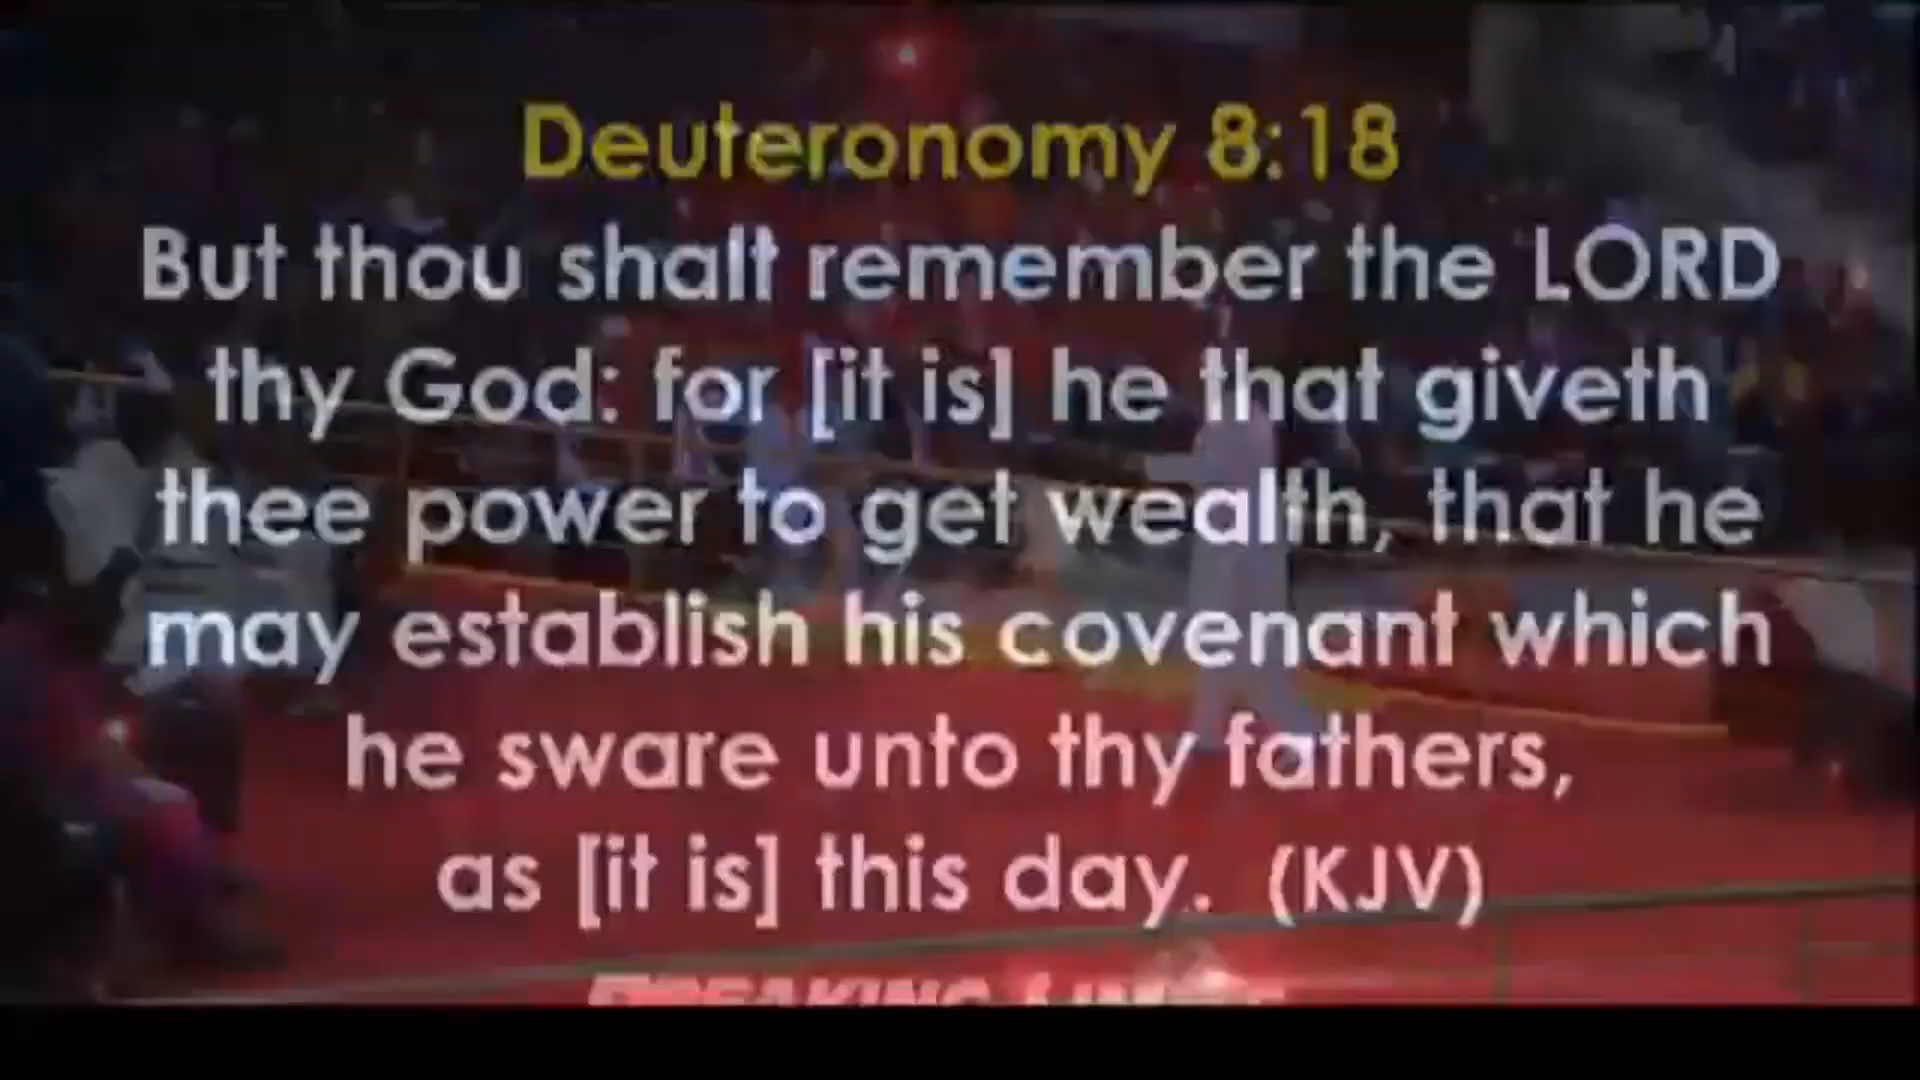 Deuteronomy 8:18
But thou shalt remember the LORD
thy God: for [it is] he that giveth
thee power to get wealth, that he
may establish his covenant which
he sware unto thy fathers,
as [it is] this day. (KJV)